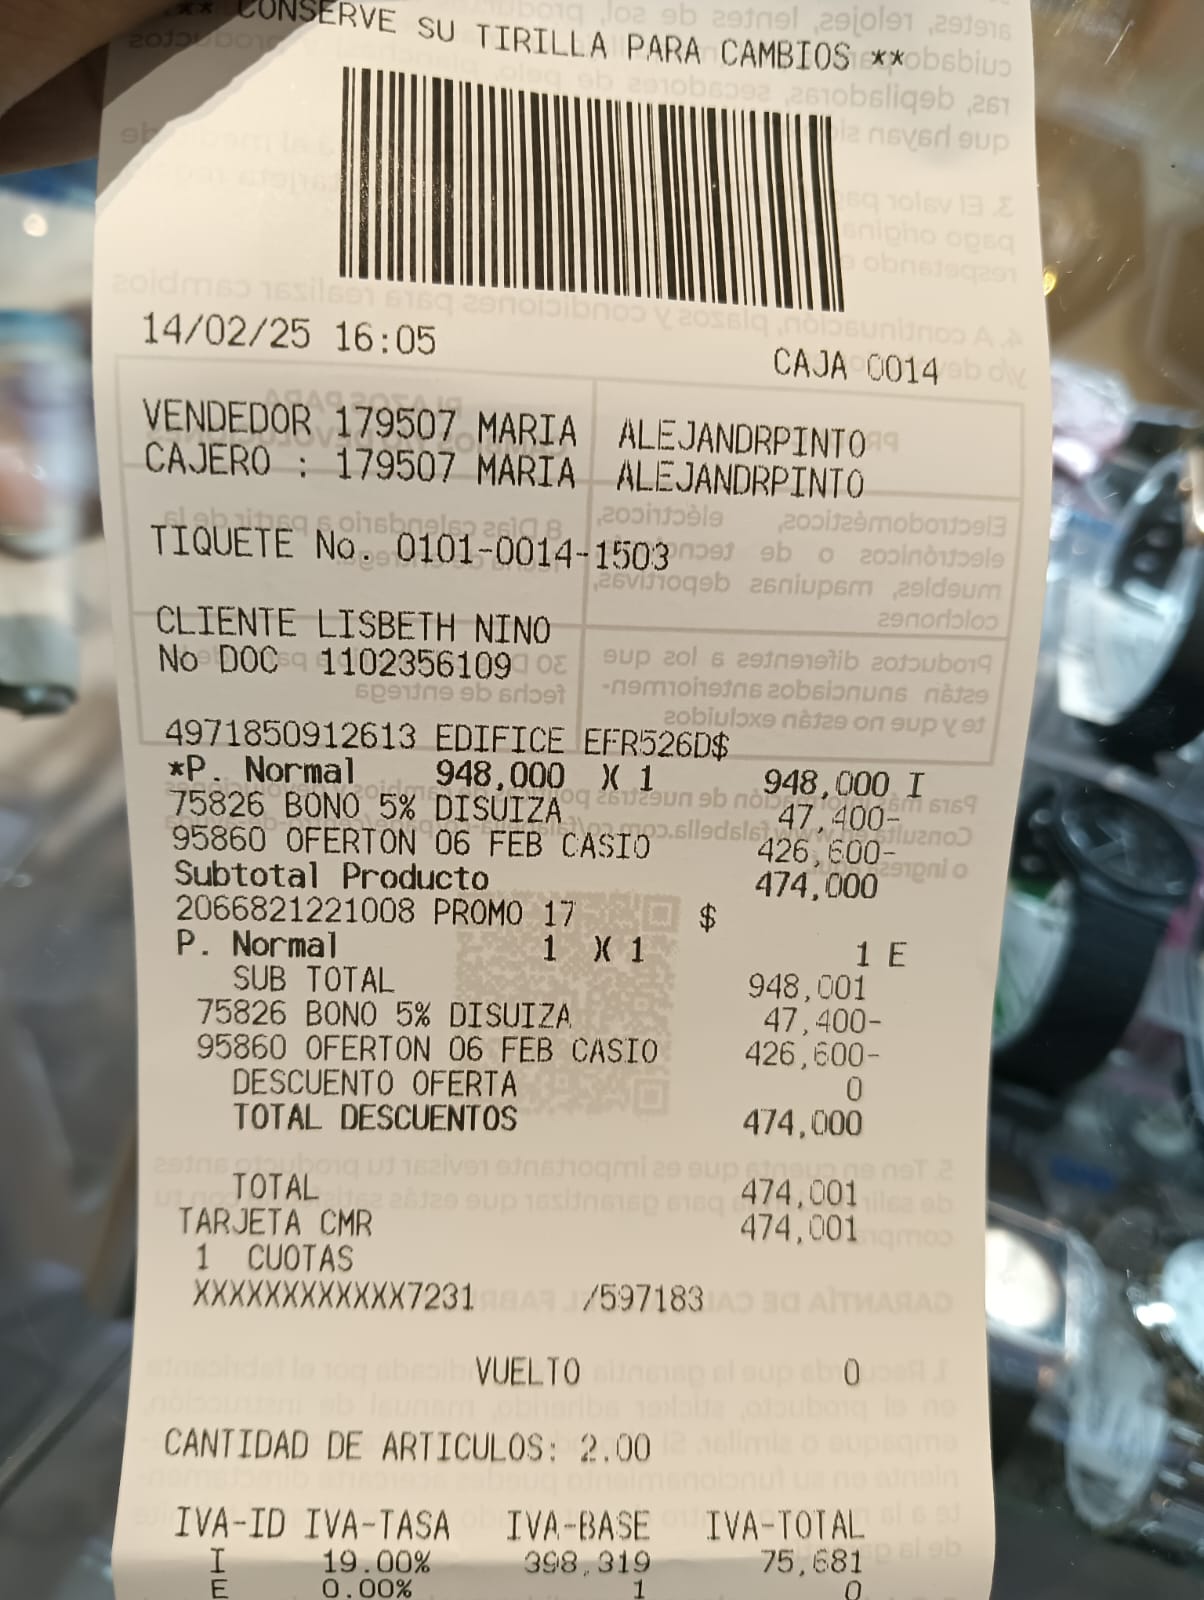 ** CONSERVE SU TIRILLA PARA CAMBIOS **
14/02/25 16:05
CAJA 0014
VENDEDOR 179507 MARIA ALEJANDRPINTO
CAJERO : 179507 MARIA ALEJANDRPINTO
TIQUETE No. 0101-0014-1503
CLIENTE LISBETH NINO
No DOC 1102356109
4971850912613 EDIFICE EFR526D$
*P. Normal 948,000 X 1 948,000 I
75826 BONO 5% DISUIZA 47,400-
95860 OFERTON 06 FEB CASIO 426,600-
Subtotal Producto 474,000
2066821221008 PROMO 17 $
P. Normal 1 X 1 1 E
SUB TOTAL 948,001
75826 BONO 5% DISUIZA 47,400-
95860 OFERTON 06 FEB CASIO 426,600-
DESCUENTO OFERTA 0
TOTAL DESCUENTOS 474,000
TOTAL 474,001
TARJETA CMR 474,001
1 CUOTAS
XXXXXXXXXXXX7231 /597183
VUELTO 0
CANTIDAD DE ARTICULOS: 2.00
IVA-ID IVA-TASA IVA-BASE IVA-TOTAL
I 19.00% 398,319 75,681
E 0.00% 1 0